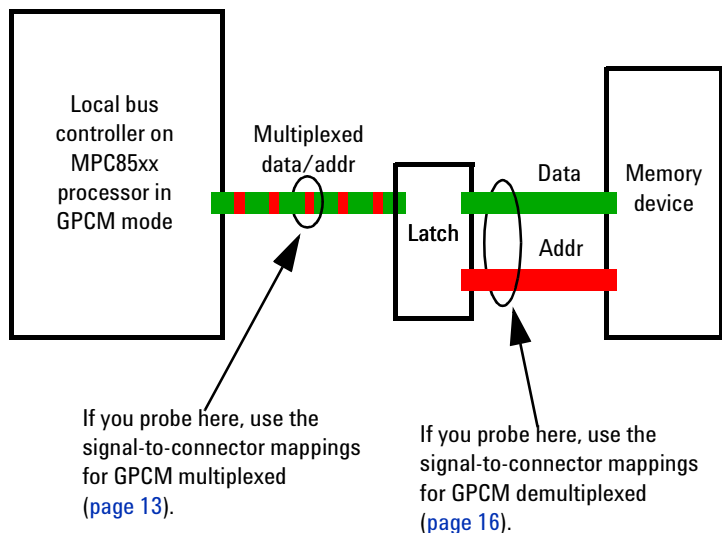 Local bus
controller on
MPC85xx
processor in
GPCM mode
Multiplexed
data/addr
Latch
Data
Addr
Memory
device
If you probe here, use the
signal-to-connector mappings
for GPCM multiplexed
(page 13).
If you probe here, use the
signal-to-connector mappings
for GPCM demultiplexed
(page 16).